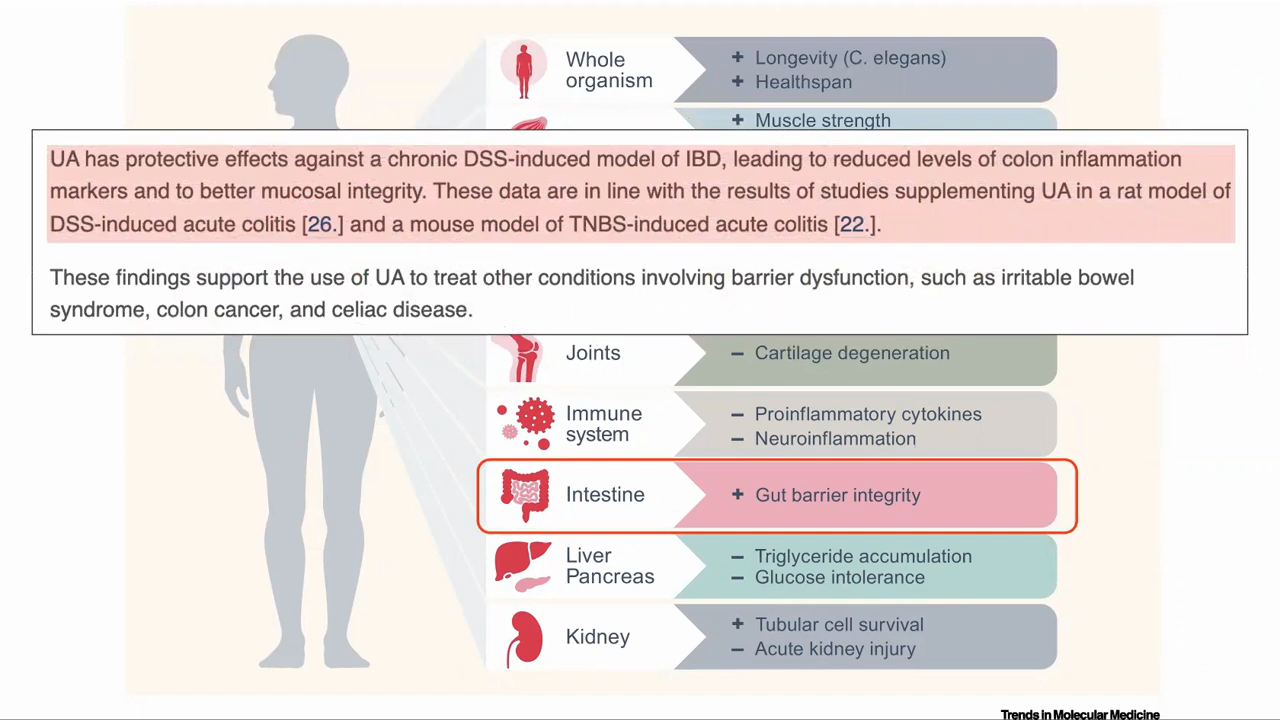 Whole
organism
+ Longevity (C. elegans)
+ Healthspan
+ Muscle strength
UA has protective effects against a chronic DSS-induced model of IBD, leading to reduced levels of colon inflammation
markers and to better mucosal integrity. These data are in line with the results of studies supplementing UA in a rat model of
DSS-induced acute colitis [26.] and a mouse model of TNBS-induced acute colitis [22.].
These findings support the use of UA to treat other conditions involving barrier dysfunction, such as irritable bowel
syndrome, colon cancer, and celiac disease.
Joints
− Cartilage degeneration
Immune
system
− Proinflammatory cytokines
− Neuroinflammation
Intestine
+ Gut barrier integrity
Liver
Pancreas
− Triglyceride accumulation
− Glucose intolerance
Kidney
+ Tubular cell survival
− Acute kidney injury
Trends in Molecular Medicine